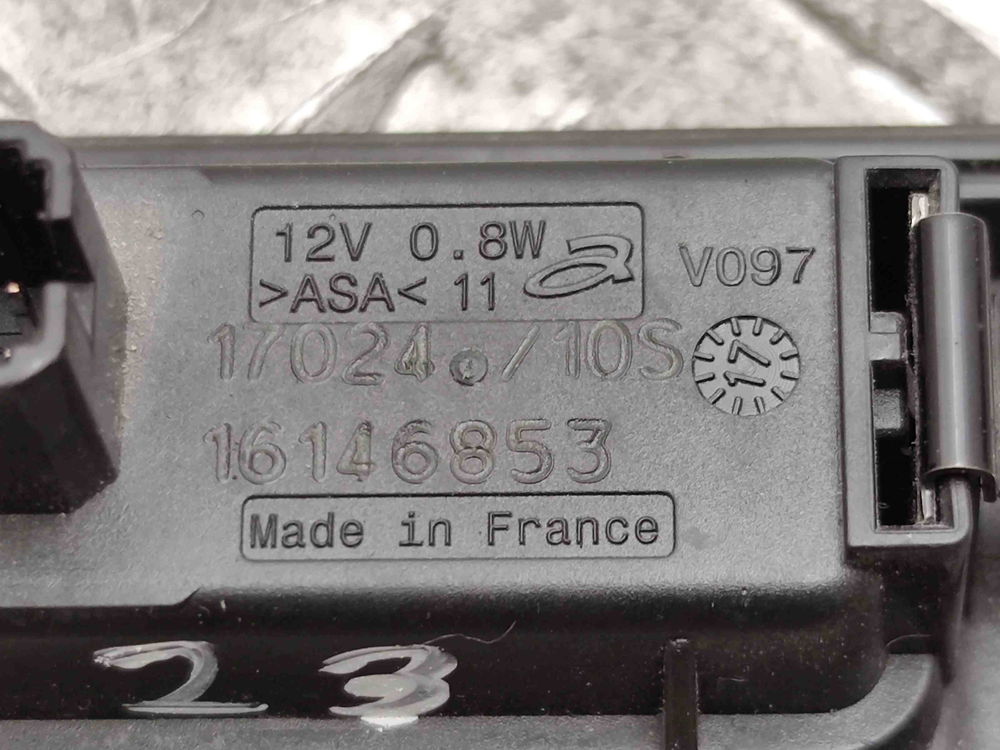 12V 0.8W
>ASA< 11
V097
17024./10S
17
16146853
Made in France
23